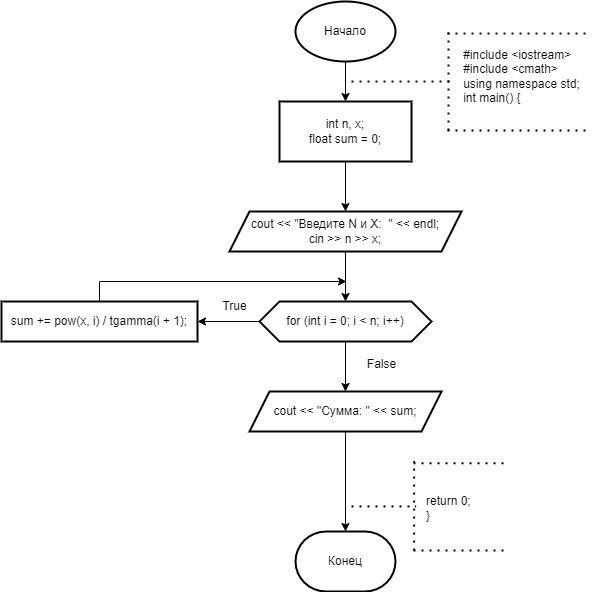 Начало
#include <iostream>
#include <cmath>
using namespace std;
int main() {
int n, x;
float sum = 0;
cout << "Введите N и X:  " << endl;
cin >> n >> x;
True
sum += pow(x, i) / tgamma(i + 1);
for (int i = 0; i < n; i++)
False
cout << "Сумма: " << sum;
return 0;
}
Конец